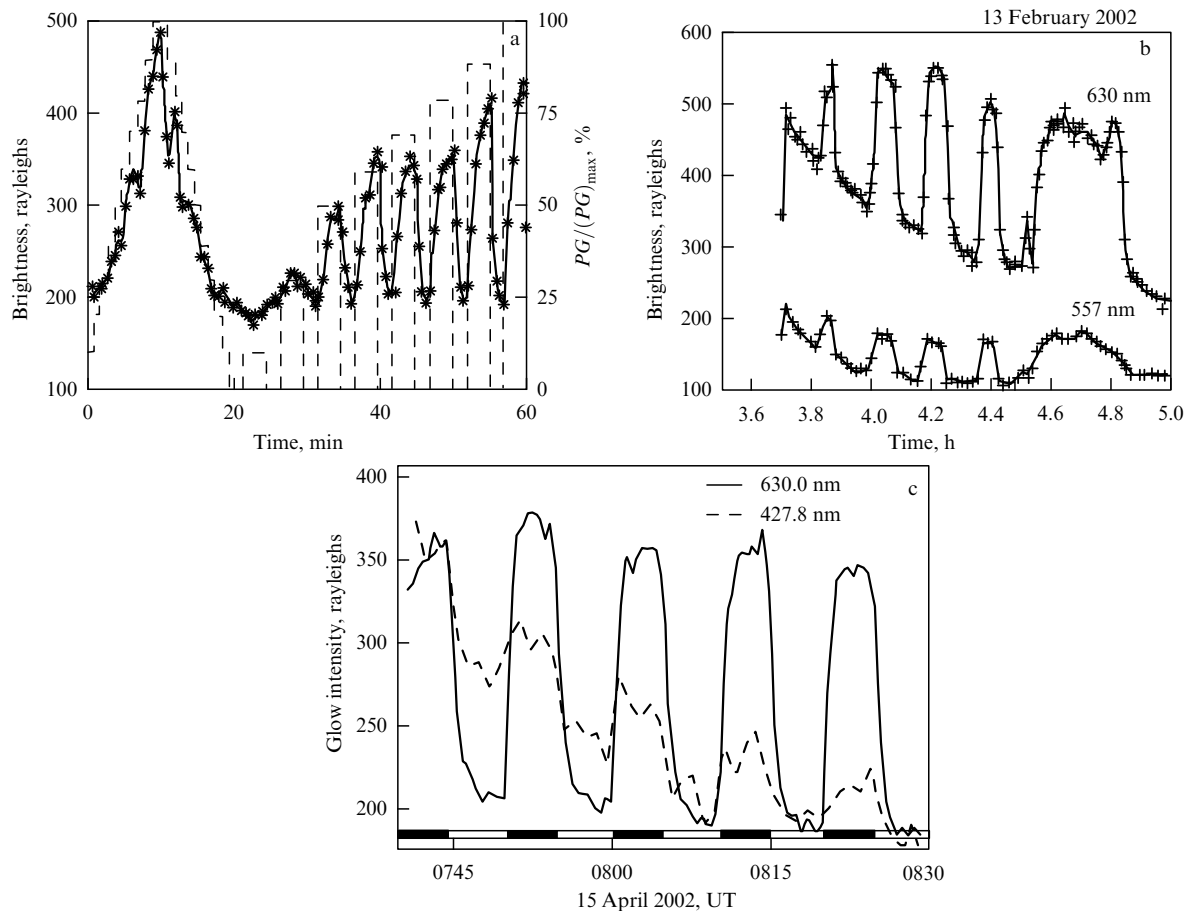 500
400
300
200
100
Brightness, rayleighs
0
20
40
60
Time, min
100
75
50
25
0
PG/(PG)max, %
a
13 February 2002
b
600
500
400
300
200
100
Brightness, rayleighs
630 nm
557 nm
3.6
3.8
4.0
4.2
4.4
4.6
4.8
5.0
Time, h
c
630.0 nm
427.8 nm
400
350
300
250
200
Glow intensity, rayleighs
0745
0800
0815
0830
15 April 2002, UT